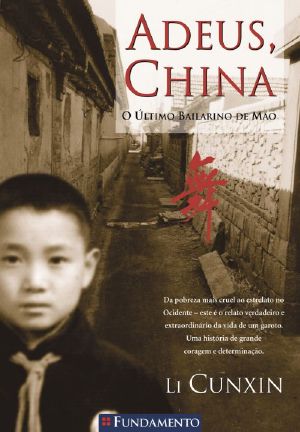 ADEUS,
CHINA
O ÚLTIMO BAILARINO DE MAO
舞
Da pobreza mais cruel ao estrelato no
Ocidente – este é o relato verdadeiro e
extraordinário da vida de um garoto.
Uma história de grande
coragem e determinação.
LI CUNXIN
FUNDAMENTO